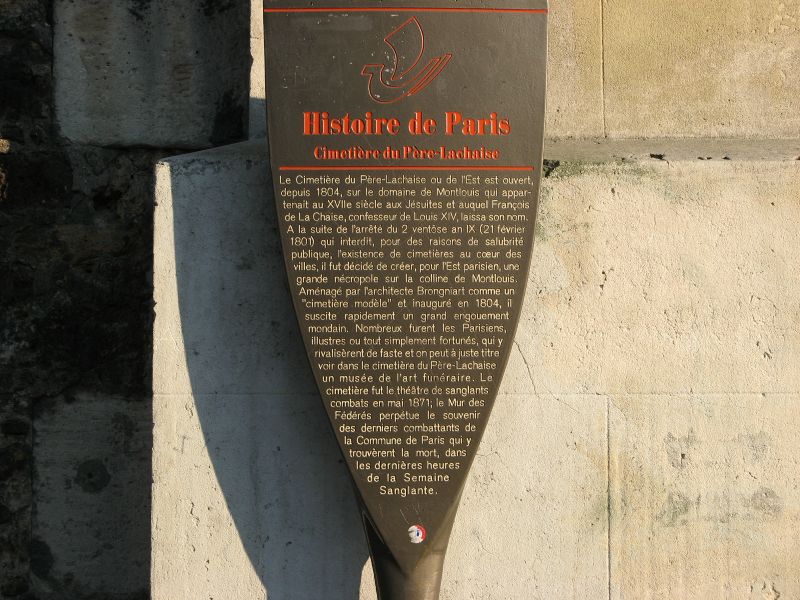 Histoire de Paris
Cimetière du Père-Lachaise
Le Cimetière du Père-Lachaise ou de l'Est est ouvert,
depuis 1804, sur le domaine de Montlouis qui appar-
tenait au XVIIe siècle aux Jésuites et auquel François
de La Chaise, confesseur de Louis XIV, laissa son nom.
A la suite de l'arrêté du 2 ventôse an IX (21 février
1801) qui interdit, pour des raisons de salubrité
publique, l'existence de cimetières au cœur des
villes, il fut décidé de créer, pour l'Est parisien, une
grande nécropole sur la colline de Montlouis.
Aménagé par l'architecte Brongniart comme un
"cimetière modèle" et inauguré en 1804, il
suscite rapidement un grand engouement
mondain. Nombreux furent les Parisiens,
illustres ou tout simplement fortunés, qui y
rivalisèrent de faste et on peut à juste titre
voir dans le cimetière du Père-Lachaise
un musée de l'art funéraire. Le
cimetière fut le théâtre de sanglants
combats en mai 1871; le Mur des
Fédérés perpétue le souvenir
des derniers combattants de
la Commune de Paris qui y
trouvèrent la mort, dans
les dernières heures
de la Semaine
Sanglante.